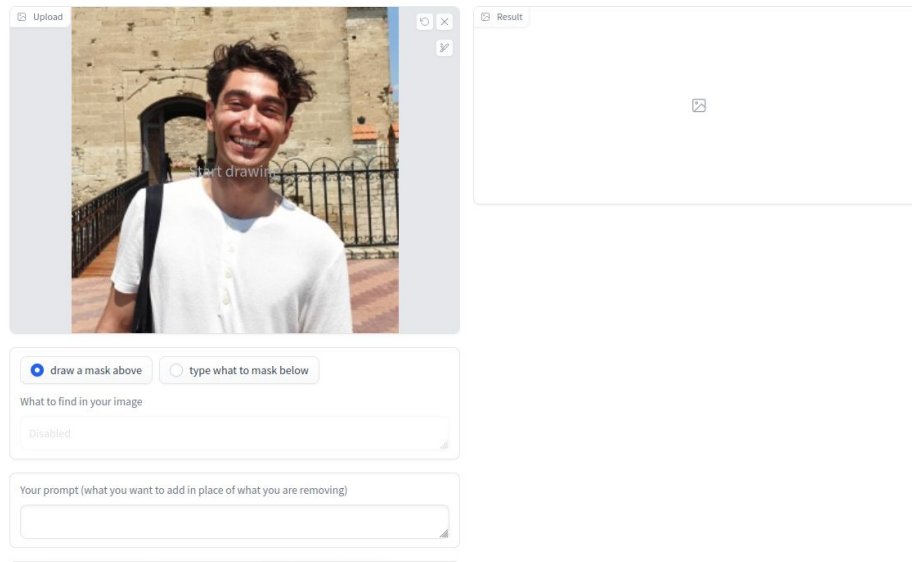 Upload
Result
Start drawing
draw a mask above
type what to mask below
What to find in your image
Disabled
Your prompt (what you want to add in place of what you are removing)